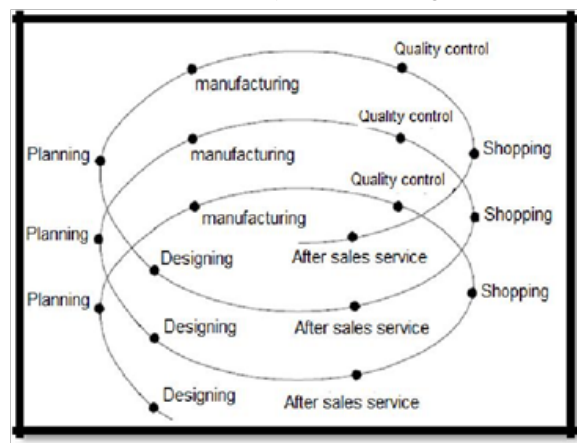 Quality control
manufacturing
Quality control
Planning
manufacturing
Shopping
Quality control
manufacturing
Shopping
Planning
Designing
After sales service
Planning
Shopping
Designing
After sales service
Designing
After sales service